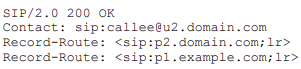 SIP/2.0 200 OK
Contact: sip:callee@u2.domain.com
Record-Route: <sip:p2.domain.com;lr>
Record-Route: <sip:p1.example.com;lr>